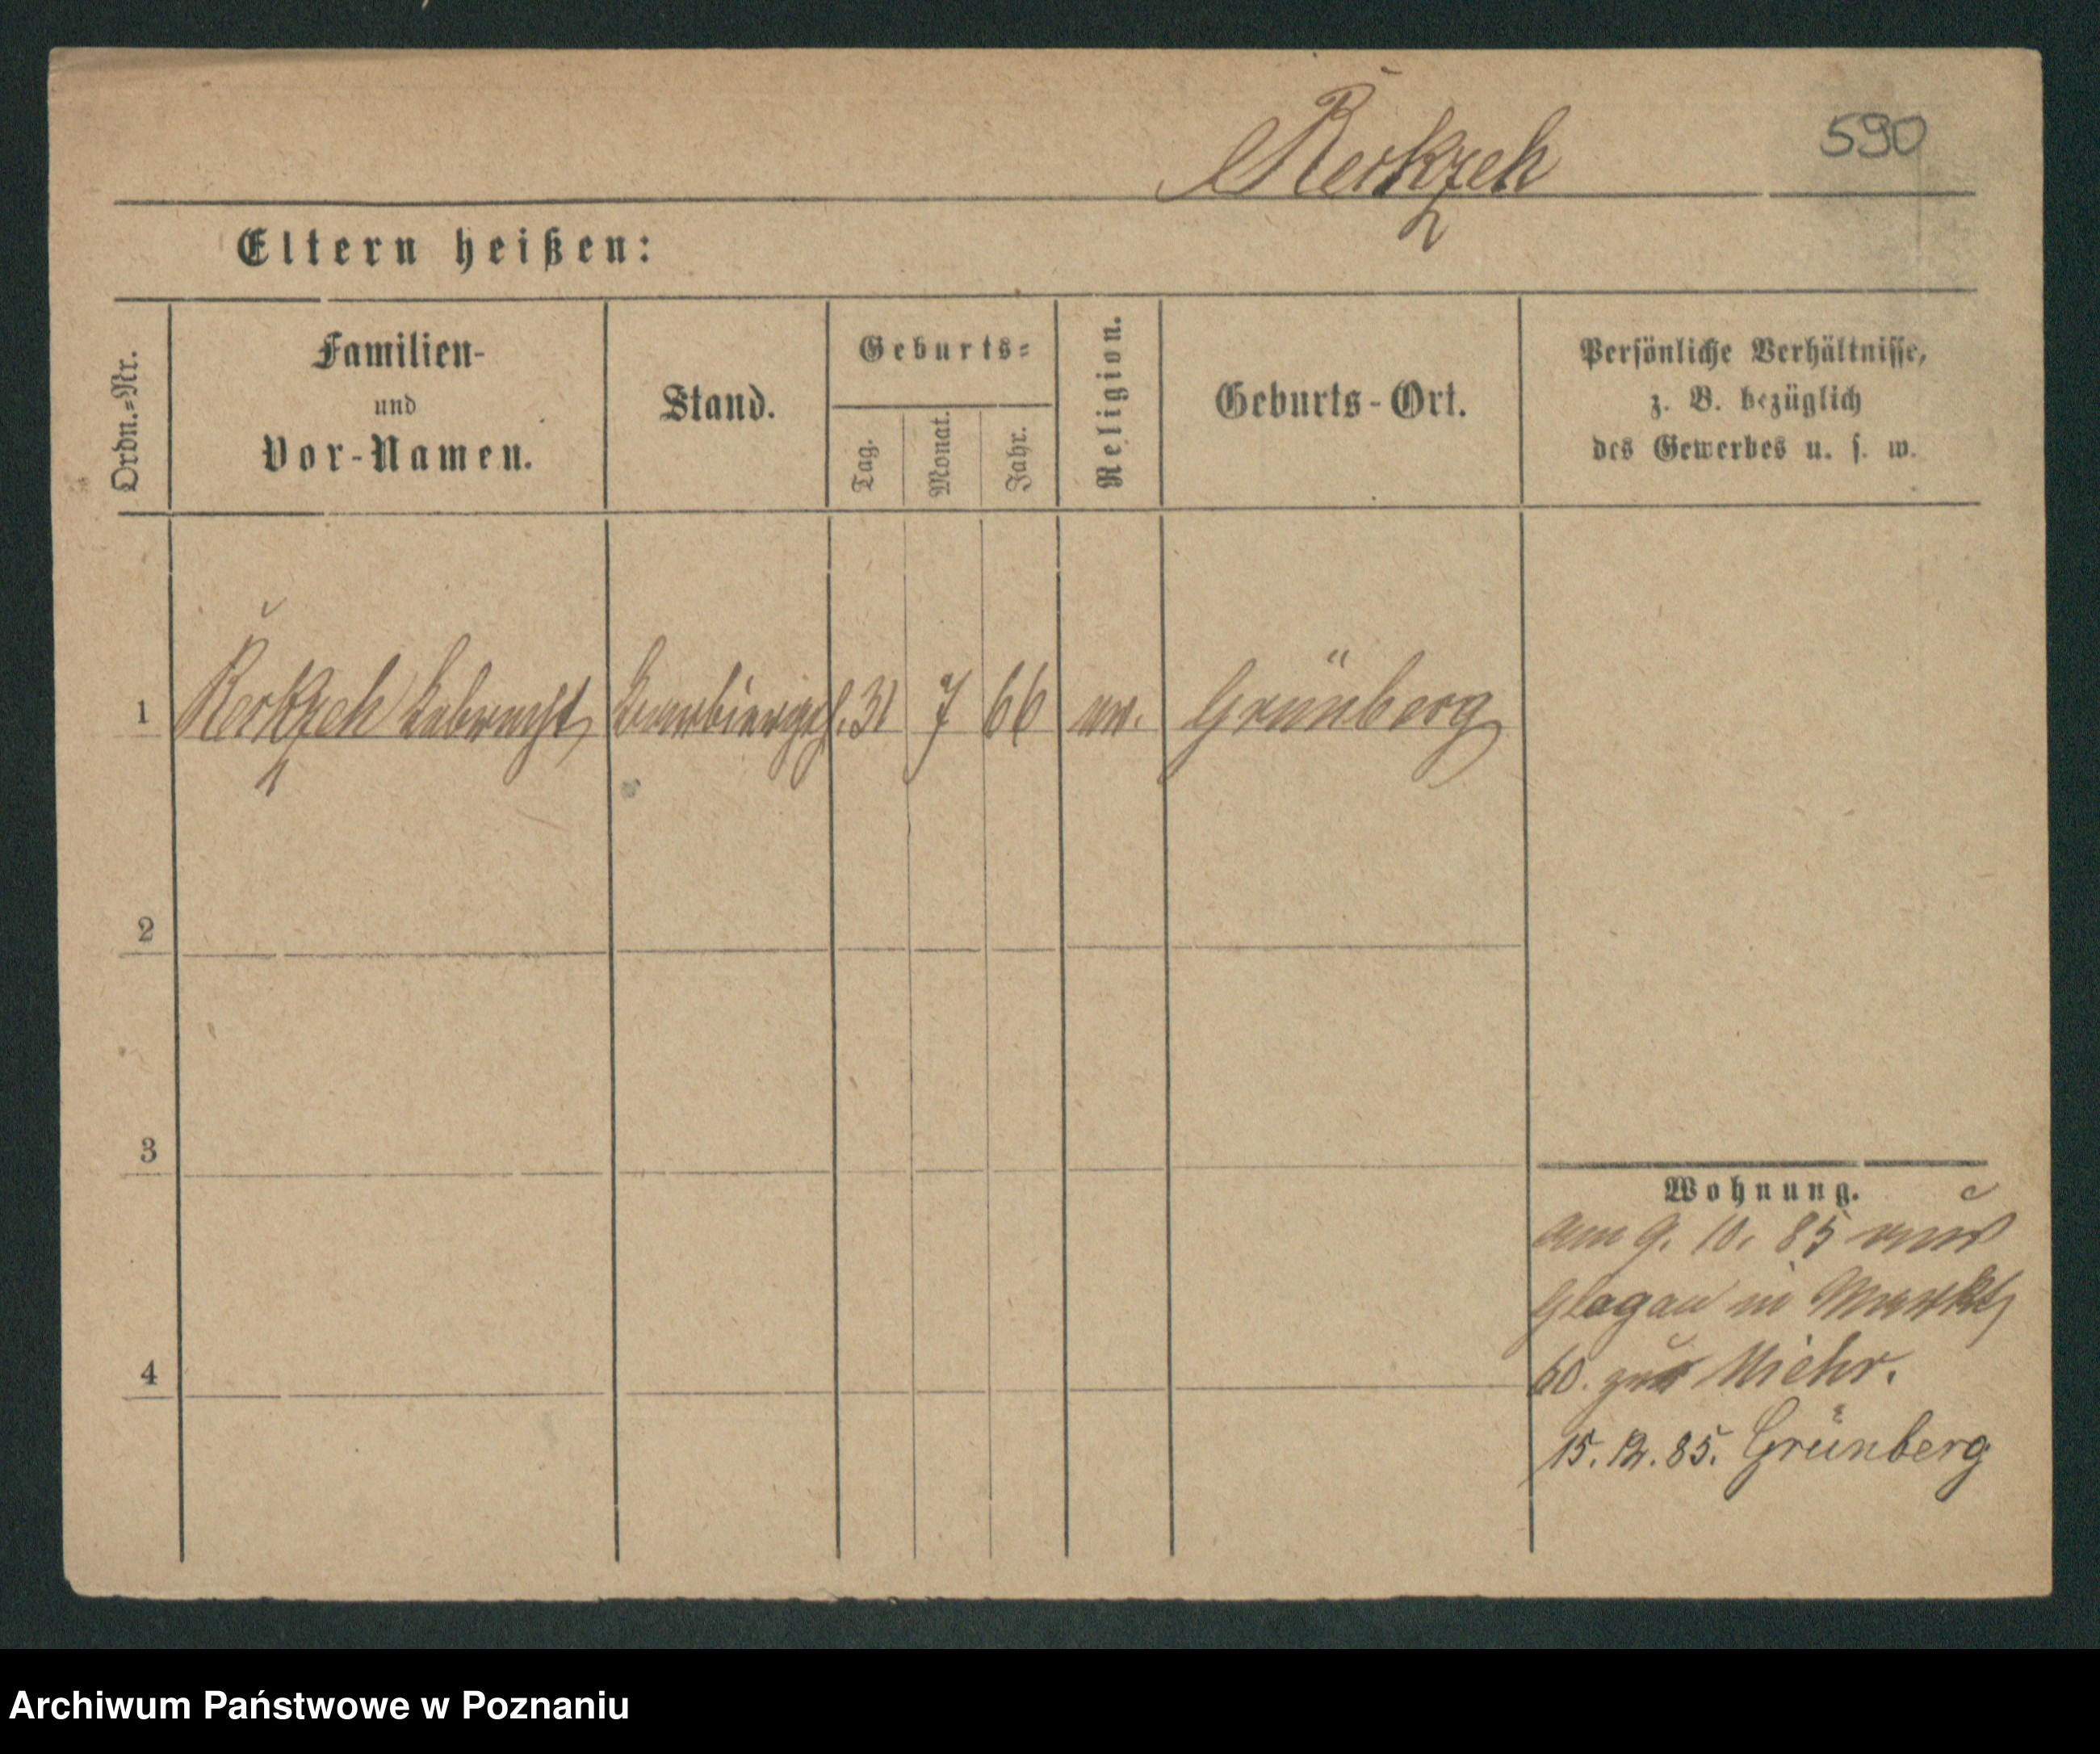 590
Eltern heißen:
Ordn.=Nr.
Familien-
und
Vor-Namen.
Stand.
Geburts=
Tag.
Monat.
Jahr.
Religion.
Geburts-Ort.
Persönliche Verhältnisse,
z. B. bezüglich
des Gewerbes u. s. w.
1 31 7 66 Grünberg
2
3
4
Wohnung.
am 9. 10. 85
Glogau in Markt
60.
15. 12. 85. Grünberg
Archiwum Państwowe w Poznaniu